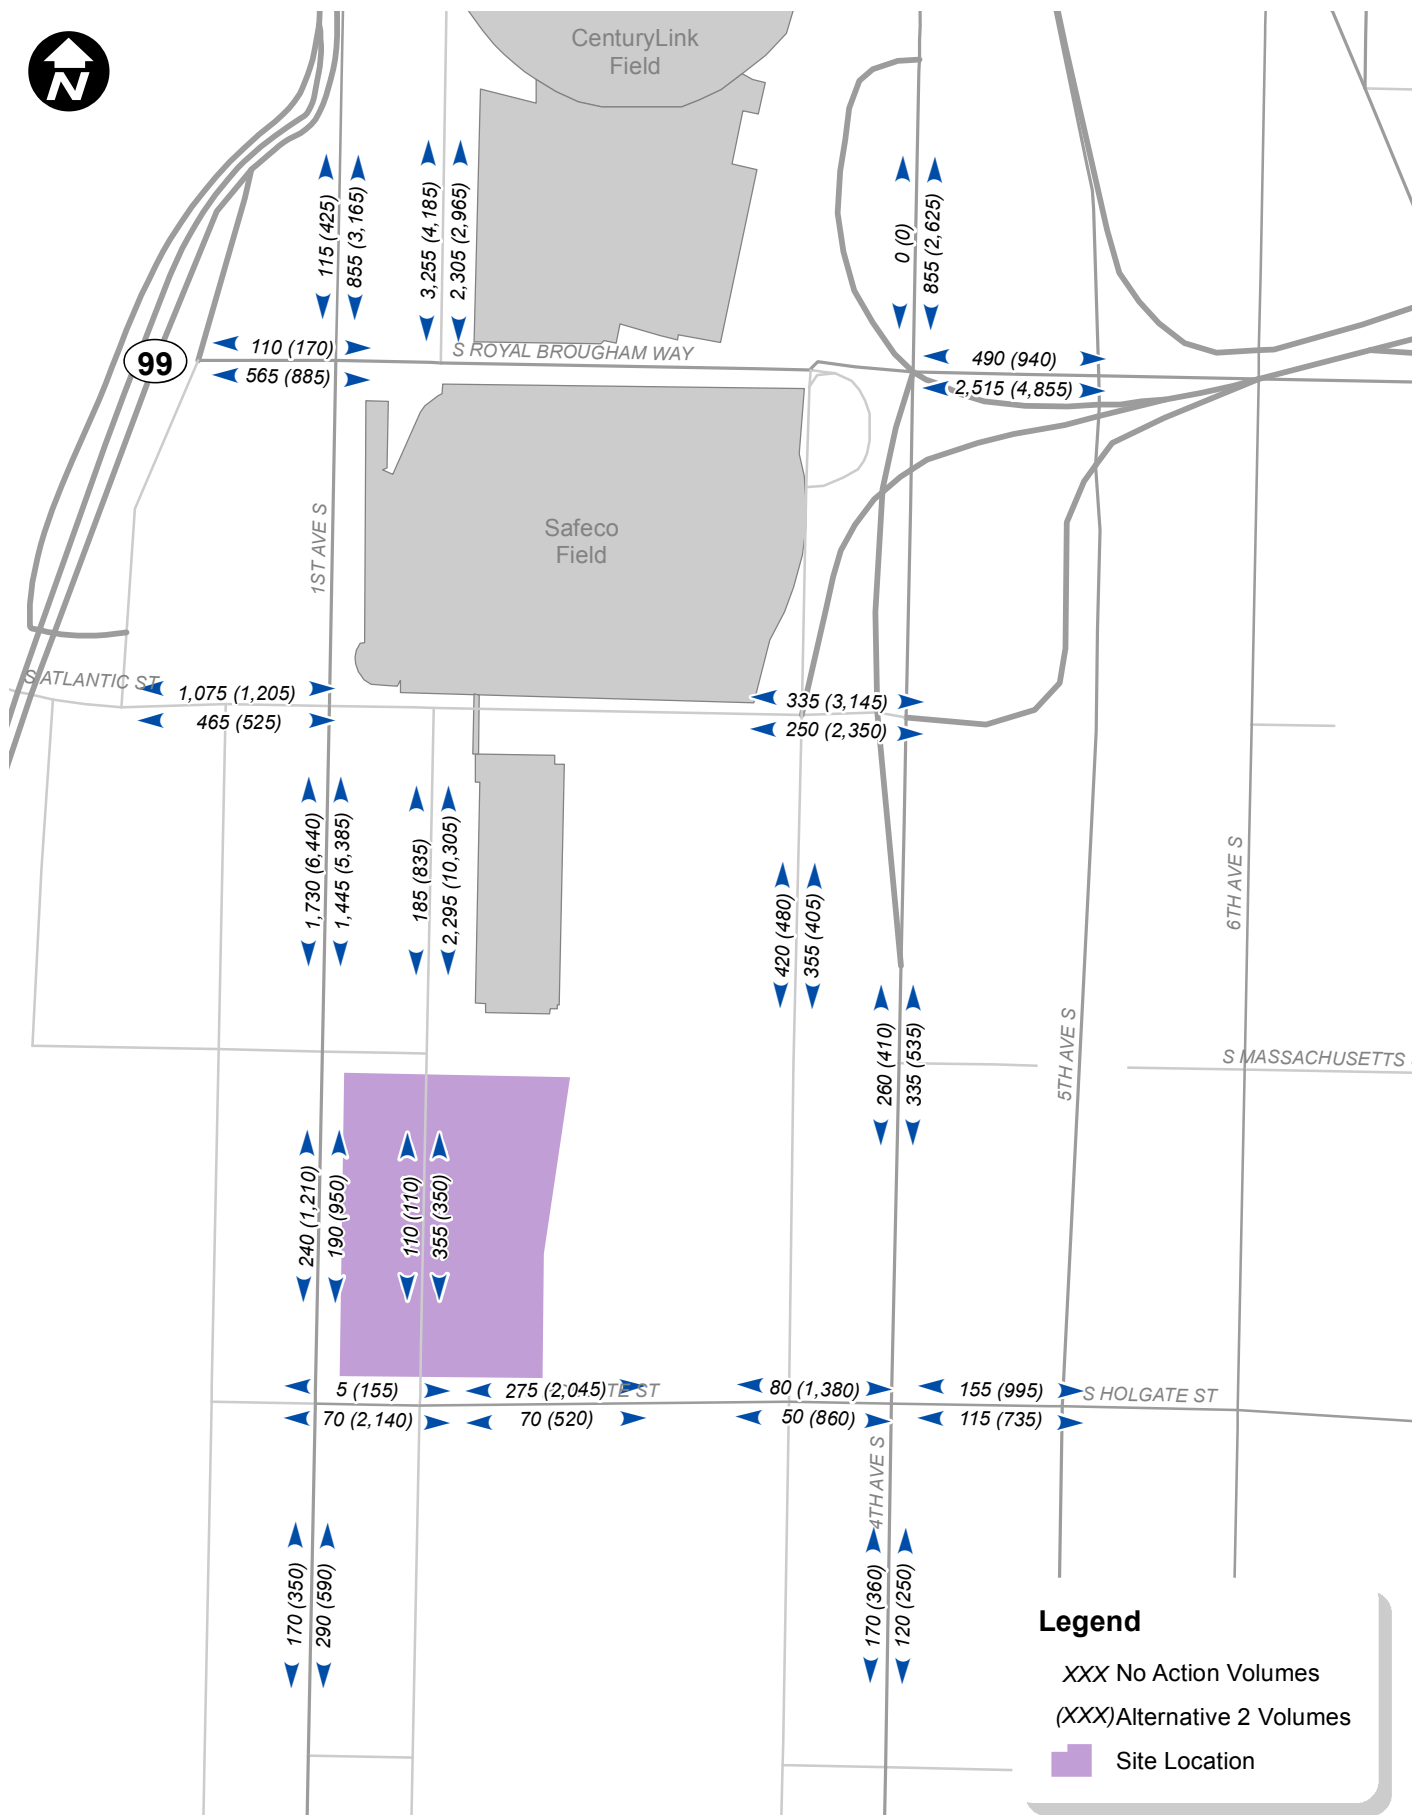 N
CenturyLink
Field
115 (425)
855 (3,165)
3,255 (4,185)
2,305 (2,965)
0 (0)
855 (2,625)
99
110 (170)
565 (885)
S ROYAL BROUGHAM WAY
490 (940)
2,515 (4,855)
1ST AVE S
Safeco
Field
S ATLANTIC ST
1,075 (1,205)
465 (525)
335 (3,145)
250 (2,350)
1,730 (6,440)
1,445 (5,385)
185 (835)
2,295 (10,305)
420 (480)
355 (405)
6TH AVE S
260 (410)
335 (535)
5TH AVE S
S MASSACHUSETTS
240 (1,210)
190 (950)
110 (110)
355 (350)
5 (155)
70 (2,140)
275 (2,045)
TE ST
70 (520)
80 (1,380)
50 (860)
155 (995)
115 (735)
S HOLGATE ST
4TH AVE S
170 (350)
290 (590)
170 (360)
120 (250)
Legend
XXX No Action Volumes
(XXX) Alternative 2 Volumes
Site Location